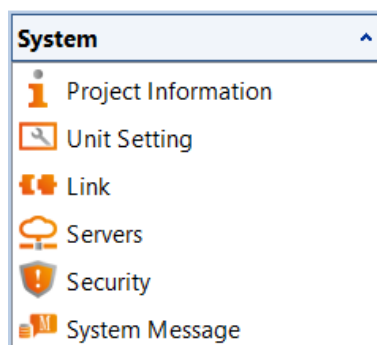 System
Project Information
Unit Setting
Link
Servers
Security
System Message